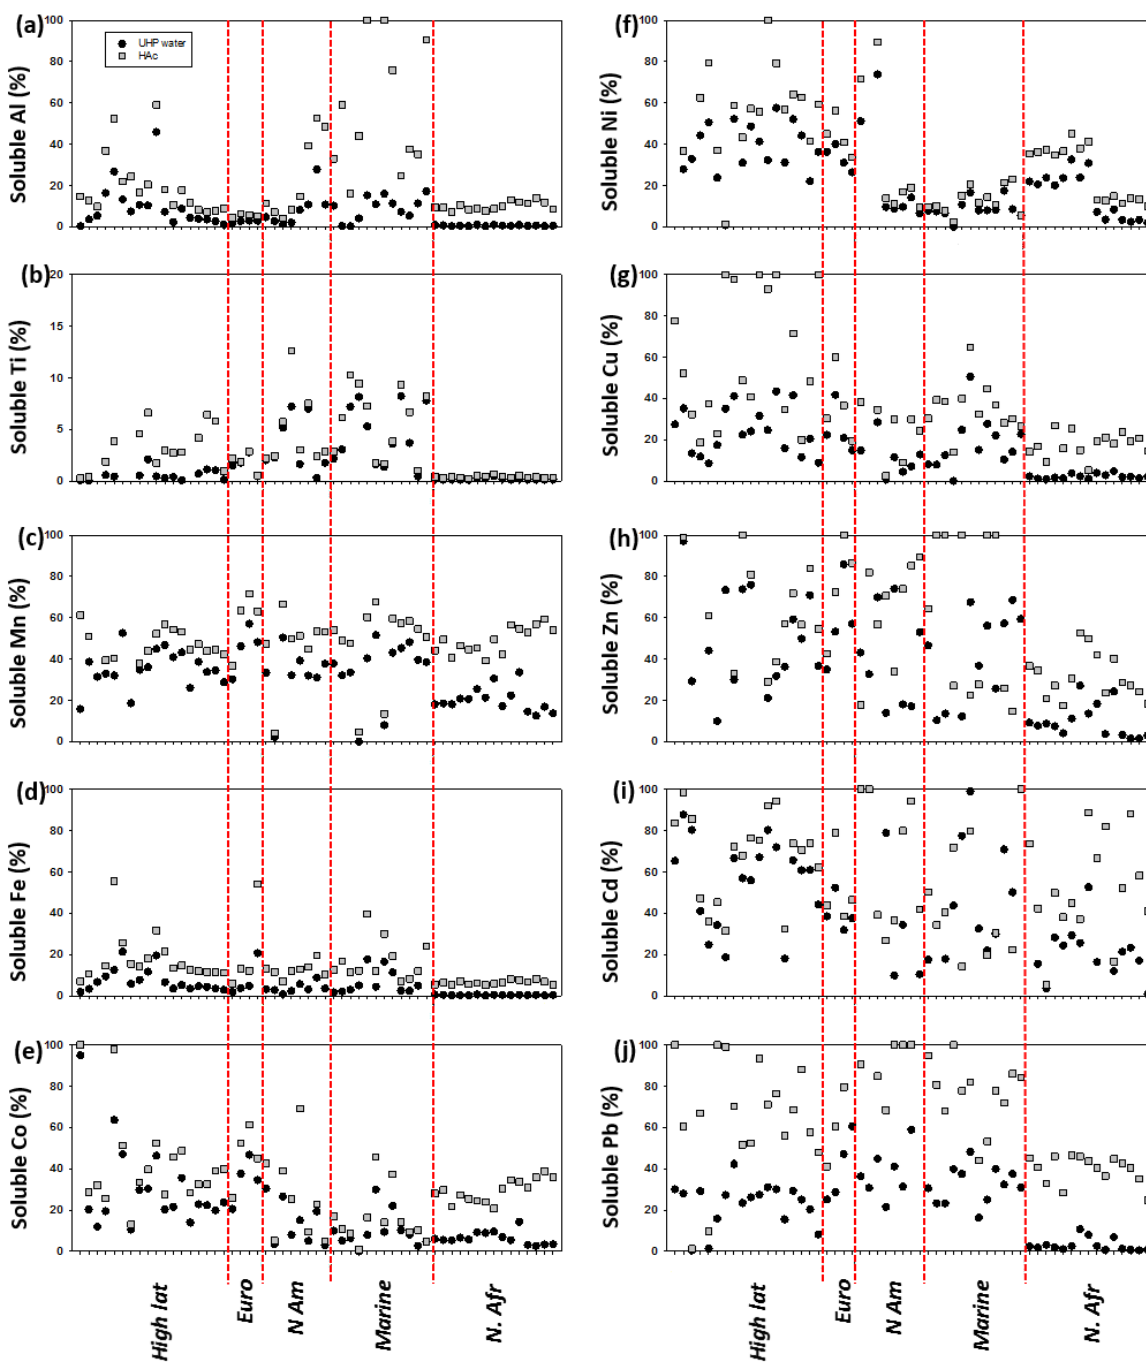 (a)
100
80
60
40
20
0
Soluble Al (%)
UHP water
HAc
(b)
20
15
10
5
0
Soluble Ti (%)
(c)
100
80
60
40
20
0
Soluble Mn (%)
(d)
100
80
60
40
20
0
Soluble Fe (%)
(e)
100
80
60
40
20
0
Soluble Co (%)
High lat
Euro
N Am
Marine
N. Afr
(f)
100
80
60
40
20
0
Soluble Ni (%)
(g)
100
80
60
40
20
0
Soluble Cu (%)
(h)
100
80
60
40
20
0
Soluble Zn (%)
(i)
100
80
60
40
20
0
Soluble Cd (%)
(j)
100
80
60
40
20
0
Soluble Pb (%)
High lat
Euro
N Am
Marine
N. Afr